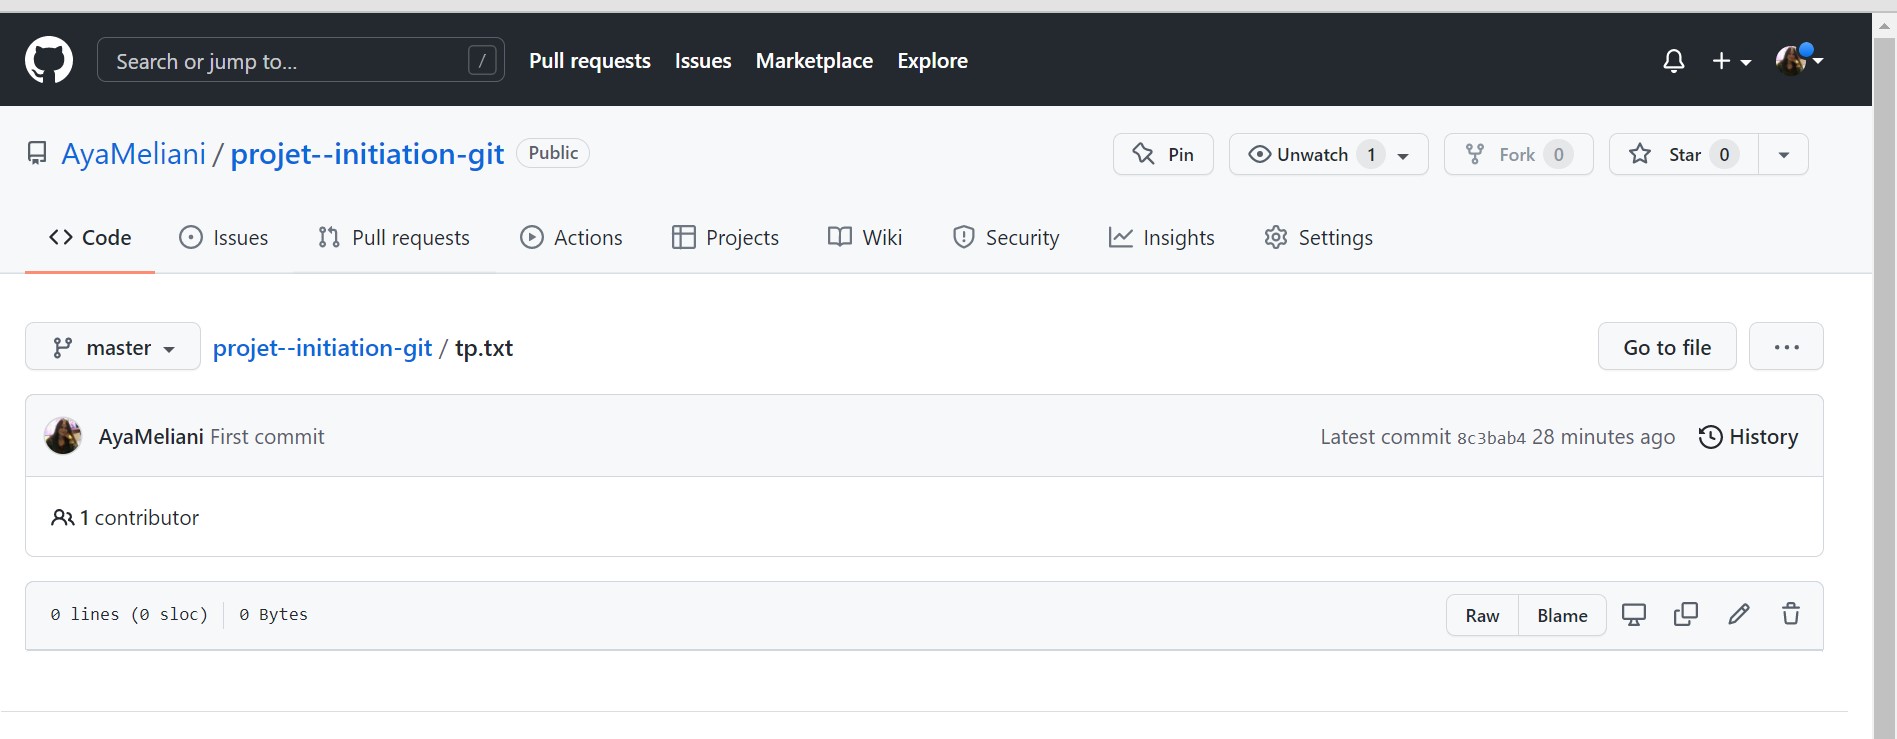 Search or jump to... / Pull requests Issues Marketplace Explore
AyaMeliani / projet--initiation-git Public Pin Unwatch 1 Fork 0 Star 0
Code Issues Pull requests Actions Projects Wiki Security Insights Settings
master projet--initiation-git / tp.txt Go to file ...
AyaMeliani First commit Latest commit 8c3bab4 28 minutes ago History
1 contributor
0 lines (0 sloc) 0 Bytes Raw Blame